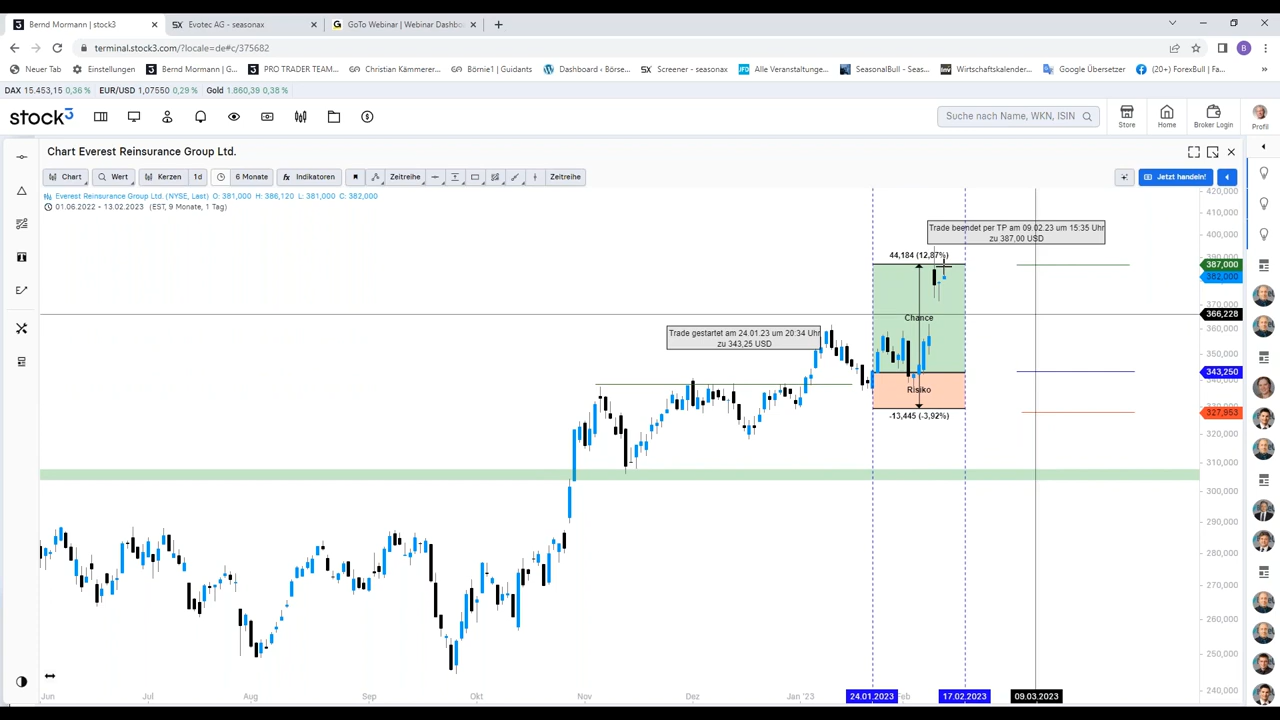 Bernd Mormann | stock3
Evotec AG - seasonax
GoTo Webinar | Webinar Dashbo
terminal.stock3.com/?locale=de#c/375682
Neuer Tab
Einstellungen
Bernd Mormann | G...
PRO TRADER TEAM...
Christian Kämmerer...
Börnie1 | Guidants
Dashboard ‹ Börse...
Screener - seasonax
Alle Veranstaltunge...
SeasonalBull - Seas...
Wirtschaftskalender...
Google Übersetzer
(20+) ForexBull | Fa...
DAX 15.453,15 0,36 % EUR/USD 1,07550 0,29 % Gold 1.860,39 0,38 %
stock3
Suche nach Name, WKN, ISIN
Store
Home
Broker Login
Profil
Chart Everest Reinsurance Group Ltd.
Chart
Wert
Kerzen
1d
6 Monate
Indikatoren
Zeitreihe
Zeitreihe
Jetzt handeln!
Everest Reinsurance Group Ltd. (NYSE, Last) O: 381,000 H: 386,120 L: 381,000 C: 382,000
01.06.2022 - 13.02.2023 (EST, 9 Monate, 1 Tag)
420,000
410,000
400,000
Trade beendet per TP am 09.02.23 um 15:35 Uhr
zu 387,00 USD
44,184 (12,87%)
387,000
382,000
370,000
366,228
Chance
360,000
Trade gestartet am 24.01.23 um 20:34 Uhr
zu 343,25 USD
350,000
343,250
340,000
Risiko
327,953
-13,445 (-3,92%)
320,000
310,000
300,000
290,000
280,000
270,000
260,000
250,000
240,000
Jun
Jul
Aug
Sep
Okt
Nov
Dez
Jan '23
24.01.2023
Feb
17.02.2023
09.03.2023